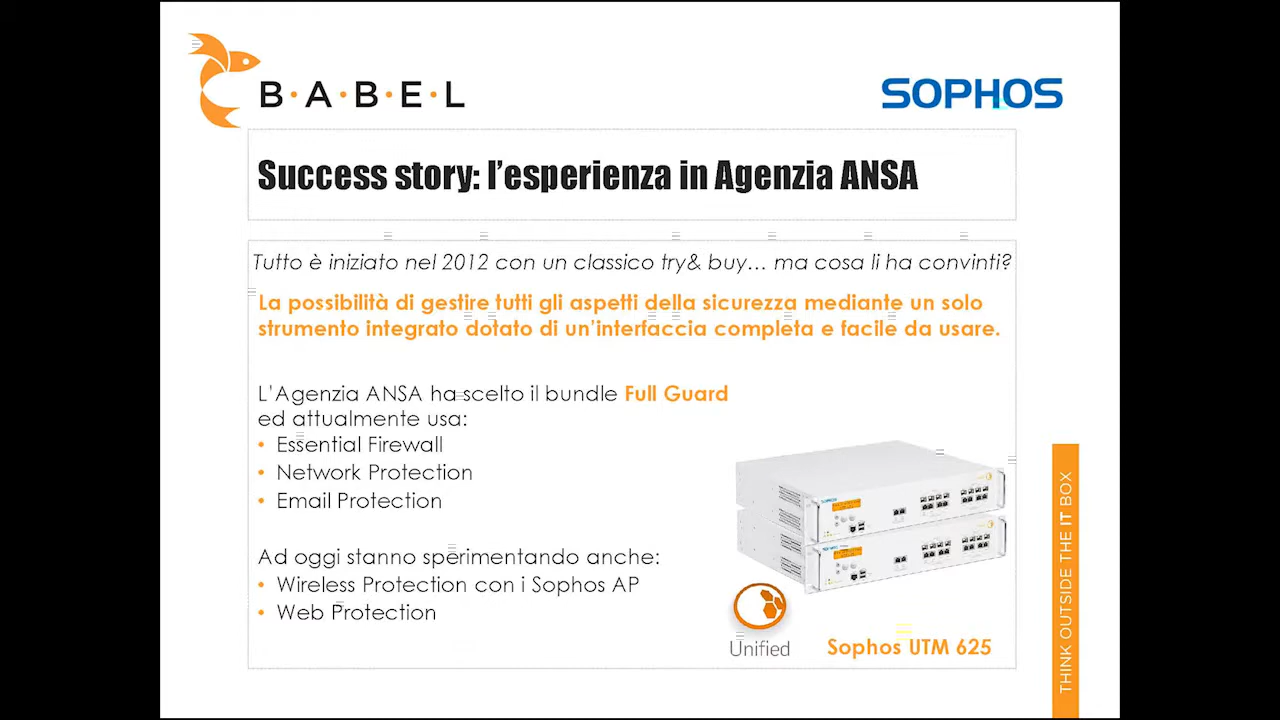 B·A·B·E·L
SOPHOS
Success story: l'esperienza in Agenzia ANSA
Tutto è iniziato nel 2012 con un classico try& buy… ma cosa li ha convinti?
La possibilità di gestire tutti gli aspetti della sicurezza mediante un solo
strumento integrato dotato di un'interfaccia completa e facile da usare.
L'Agenzia ANSA ha scelto il bundle Full Guard
ed attualmente usa:
• Essential Firewall
• Network Protection
• Email Protection
Ad oggi stanno sperimentando anche:
• Wireless Protection con i Sophos AP
• Web Protection
SOPHOS
Unified
Sophos UTM 625
THINK OUTSIDE THE IT BOX